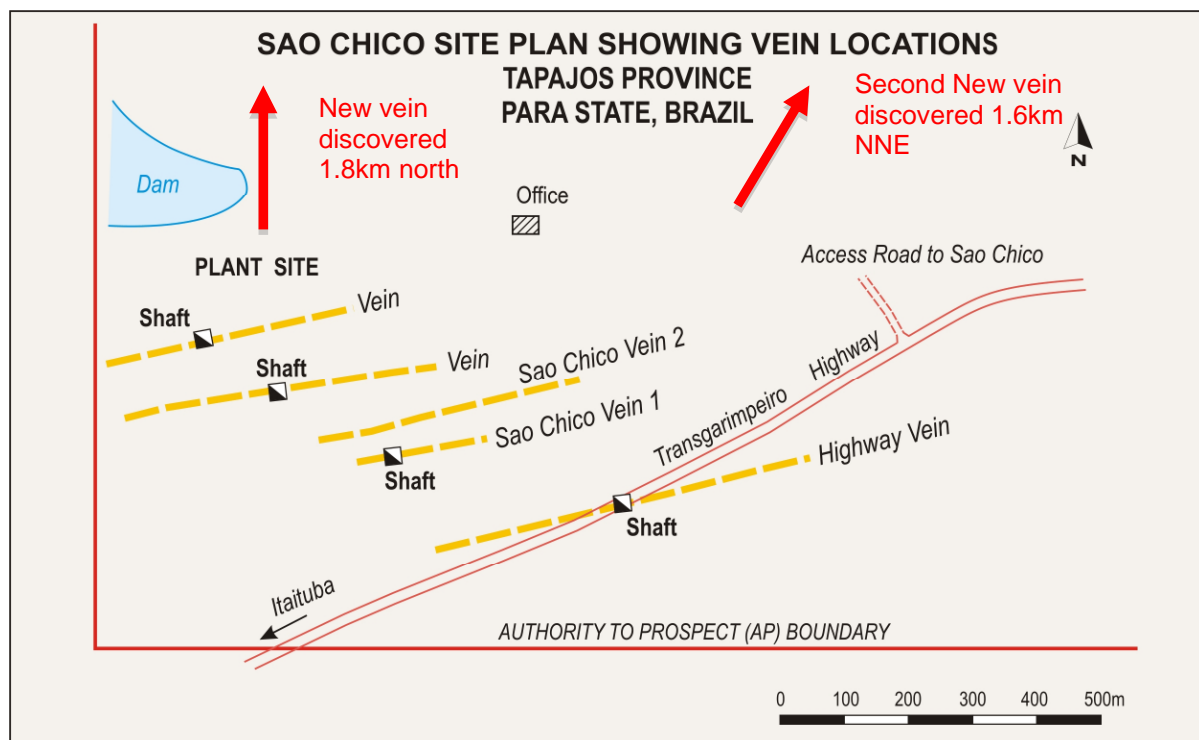 SAO CHICO SITE PLAN SHOWING VEIN LOCATIONS
TAPAJOS PROVINCE
PARA STATE, BRAZIL
New vein
discovered
1.8km north
Second New vein
discovered 1.6km
NNE
N
Dam
Office
PLANT SITE
Access Road to Sao Chico
Shaft
Vein
Shaft
Vein
Sao Chico Vein 2
Sao Chico Vein 1
Shaft
Transgarimpeiro Highway
Highway Vein
Shaft
Itaituba
AUTHORITY TO PROSPECT (AP) BOUNDARY
0 100 200 300 400 500m